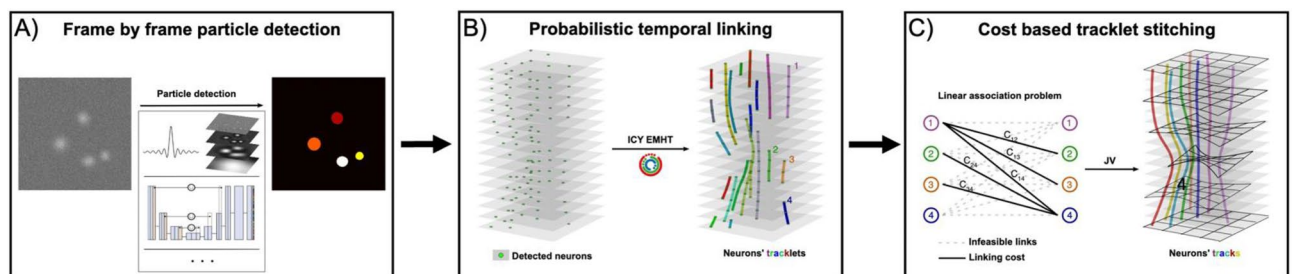 A) Frame by frame particle detection
Particle detection
. . .
B) Probabilistic temporal linking
ICY EMHT
1
2
3
4
Detected neurons
Neurons' tracklets
C) Cost based tracklet stitching
Linear association problem
1
1
C12
2
2
C13
C24
C14
3
3
C34
4
4
JV
4
Infeasible links
Linking cost
Neurons' tracks